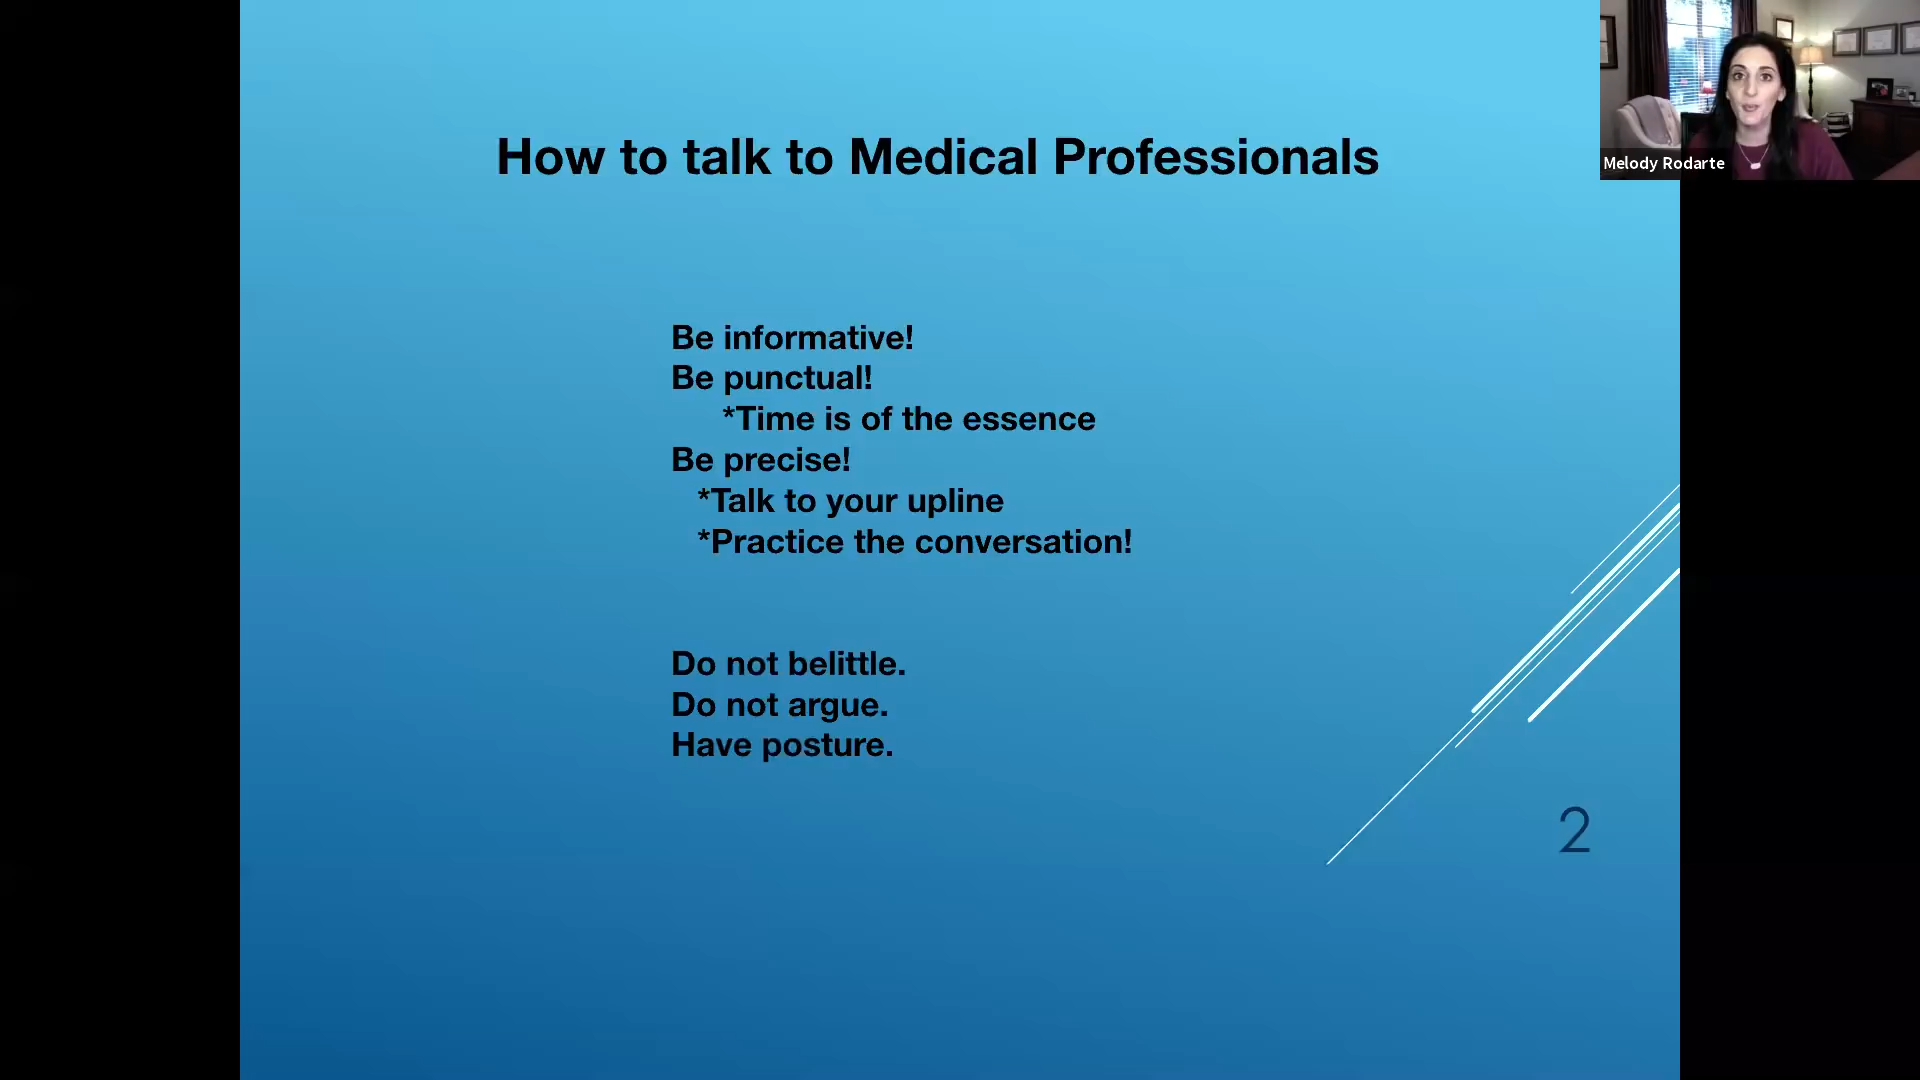 How to talk to Medical Professionals
Melody Rodarte
Be informative!
Be punctual!
*Time is of the essence
Be precise!
*Talk to your upline
*Practice the conversation!
Do not belittle.
Do not argue.
Have posture.
2